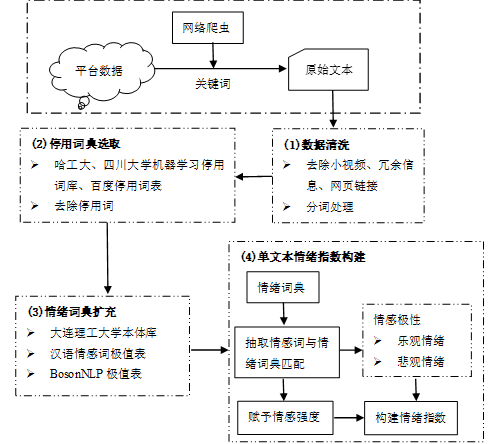 网络爬虫
平台数据
关键词
原始文本
(1)数据清洗
➢ 去除小视频、冗余信
息、网页链接
➢ 分词处理
(2)停用词典选取
➢ 哈工大、四川大学机器学习停用
词库、百度停用词表
➢ 去除停用词
(3)情绪词典扩充
➢ 大连理工大学本体库
➢ 汉语情感词极值表
➢ BosonNLP 极值表
(4)单文本情绪指数构建
情绪词典
抽取情感词与情
绪词典匹配
情感极性
➢ 乐观情绪
➢ 悲观情绪
赋予情感强度
构建情绪指数